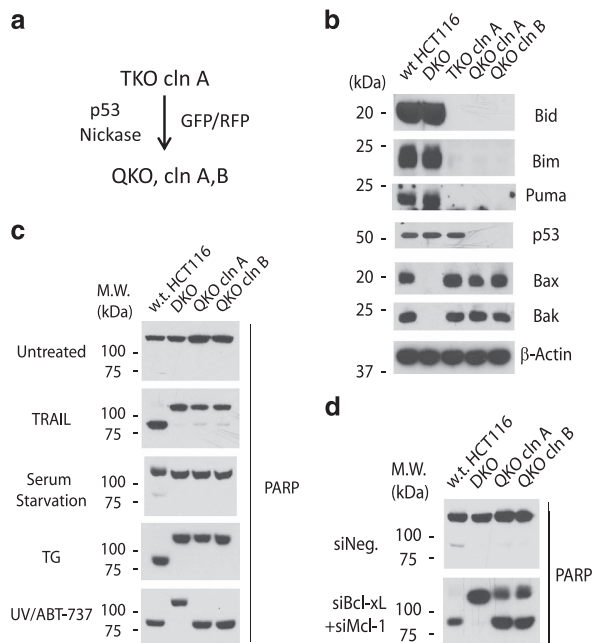 a
TKO cln A
p53
Nickase
GFP/RFP
QKO, cln A,B
b
wt HCT116
DKO
TKO cln A
QKO cln A
QKO cln B
(kDa)
20 -
Bid
25 -
Bim
25 -
Puma
50 -
p53
20 -
Bax
25 -
Bak
β-Actin
37 -
c
w.t. HCT116
DKO
QKO cln A
QKO cln B
M.W.
(kDa)
Untreated
100 -
75 -
TRAIL
100 -
75 -
Serum
Starvation
100 -
75 -
TG
100 -
75 -
UV/ABT-737
100 -
75 -
PARP
d
w.t. HCT116
DKO
QKO cln A
QKO cln B
M.W.
(kDa)
siNeg.
100 -
75 -
siBcl-xL
+siMcl-1
100 -
75 -
PARP